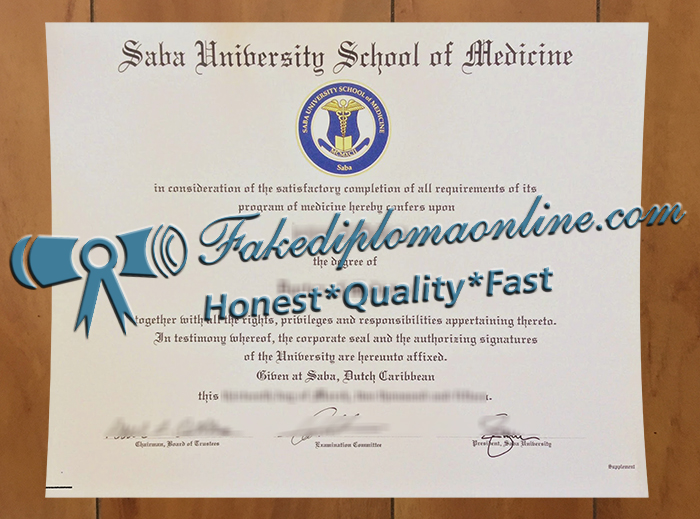 Saba University School of Medicine
SABA UNIVERSITY SCHOOL of MEDICINE
MCMXCII
Saba
in consideration of the satisfactory completion of all requirements of its
program of medicine hereby confers upon
Fakediplomaonline.com
the degree of
Honest*Quality*Fast
together with all the rights, privileges and responsibilities appertaining thereto.
In testimony whereof, the corporate seal and the authorizing signatures
of the University are hereunto affixed.
Given at Saba, Dutch Caribbean
this
Chairman, Board of Trustees
Examination Committee
President, Saba University
Supplement